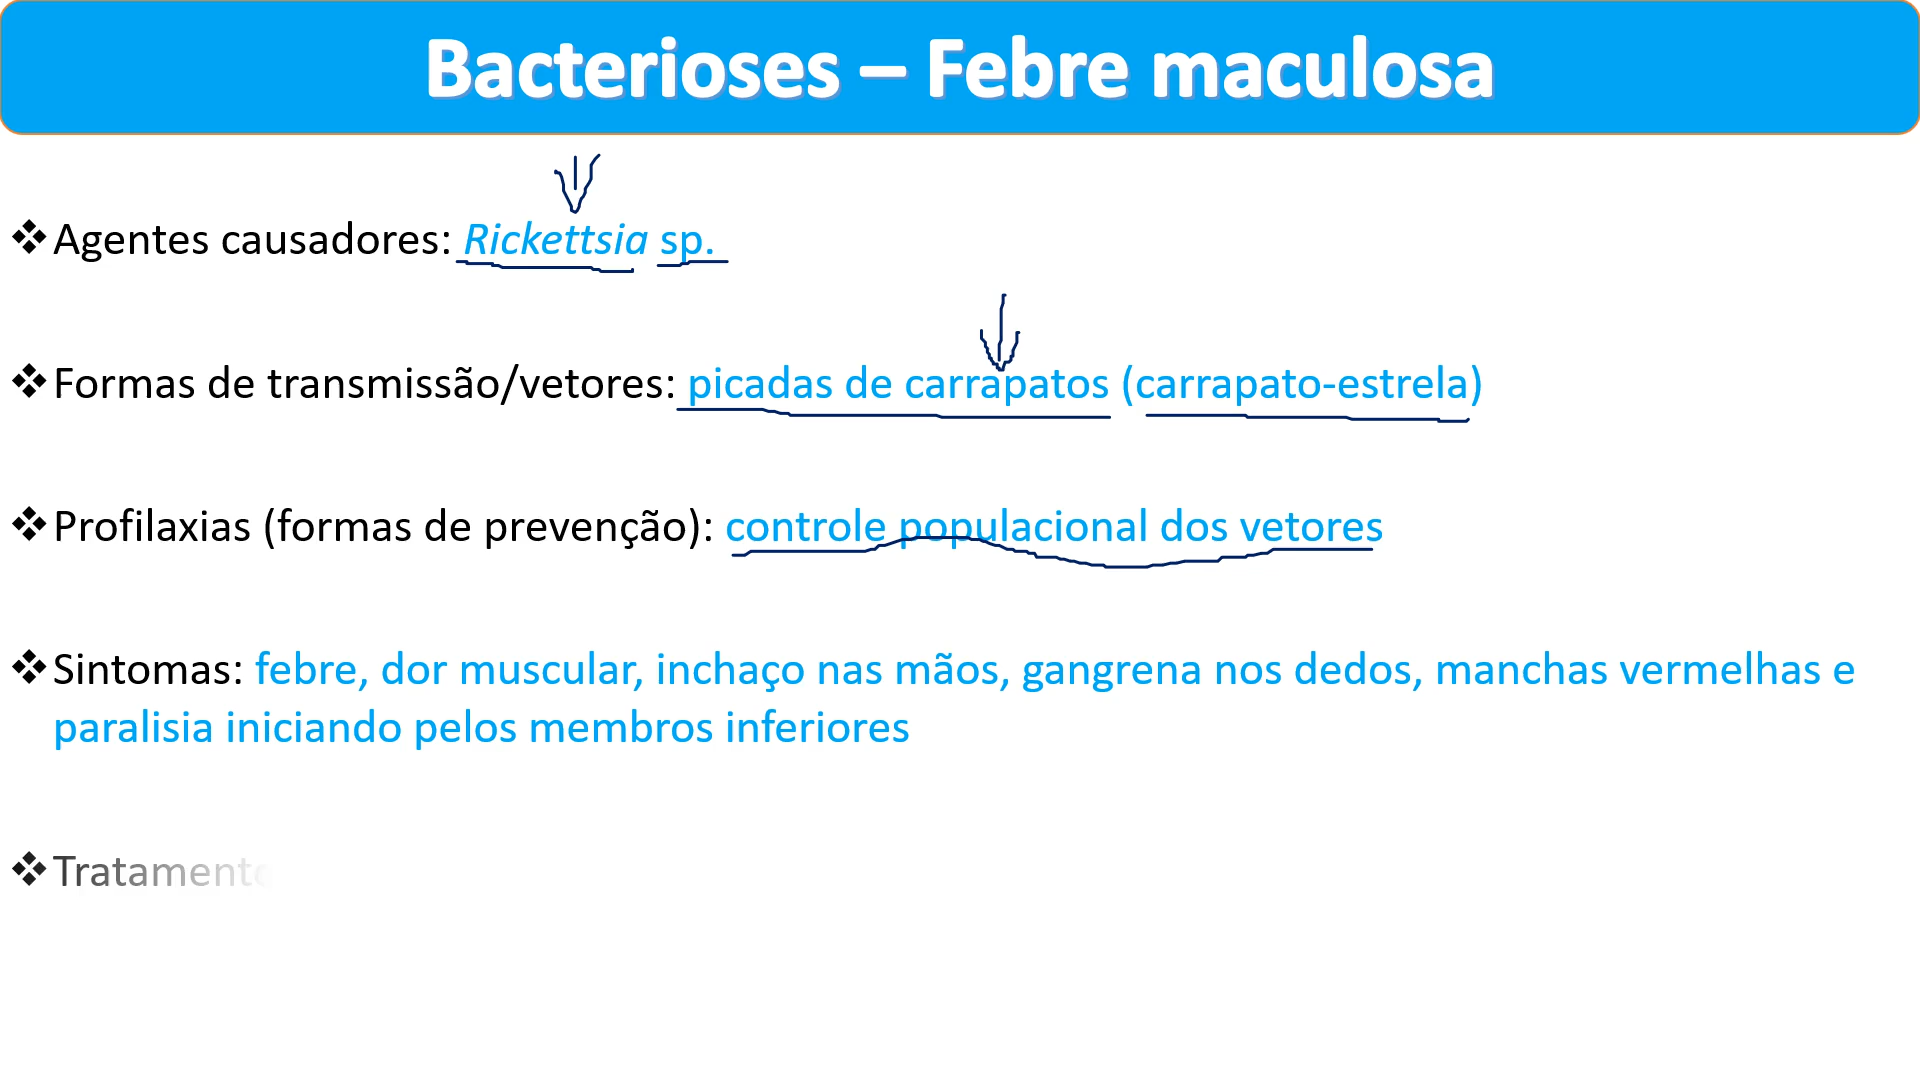 Bacterioses – Febre maculosa
❖Agentes causadores: Rickettsia sp.
❖Formas de transmissão/vetores: picadas de carrapatos (carrapato-estrela)
❖Profilaxias (formas de prevenção): controle populacional dos vetores
❖Sintomas: febre, dor muscular, inchaço nas mãos, gangrena nos dedos, manchas vermelhas e
paralisia iniciando pelos membros inferiores
❖Tratamento